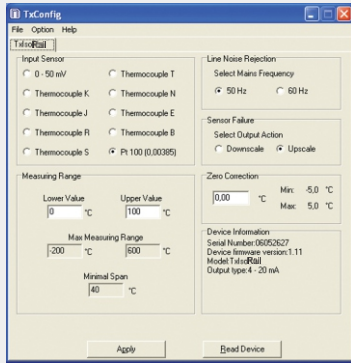 TxConfig
File Option Help
TxIsoRail
Input Sensor
0 - 50 mV
Thermocouple K
Thermocouple J
Thermocouple R
Thermocouple S
Thermocouple T
Thermocouple N
Thermocouple E
Thermocouple B
Pt 100 (0,00385)
Line Noise Rejection
Select Mains Frequency
50 Hz 60 Hz
Sensor Failure
Select Output Action
Downscale Upscale
Measuring Range
Lower Value Upper Value
0 °C 100 °C
Max Measuring Range
-200 °C 600 °C
Minimal Span
40 °C
Zero Correction
0,00 °C
Min: -5,0 °C
Max: 5,0 °C
Device Information
Serial Number:06052627
Device firmware version:1.11
Model:TxIsoRail
Output type:4 - 20 mA
Apply Read Device